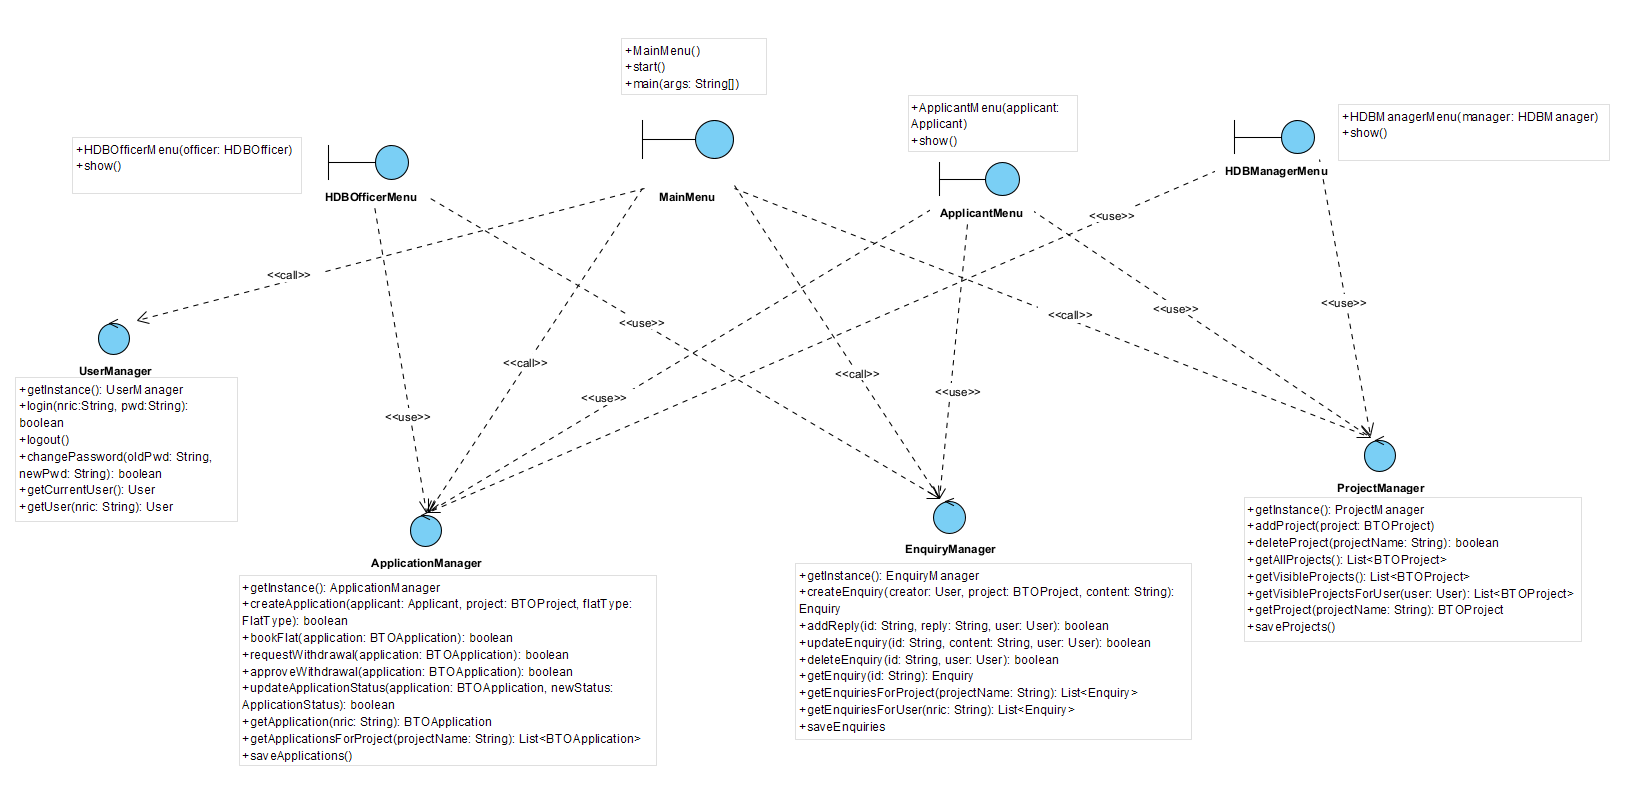 +MainMenu()
+start()
+main(args: String[])
+HDBOfficerMenu(officer: HDBOfficer)
+show()
HDBOfficerMenu
MainMenu
+ApplicantMenu(applicant:
Applicant)
+show()
ApplicantMenu
+HDBManagerMenu(manager: HDBManager)
+show()
HDBManagerMenu
<<use>>
<<call>>
<<use>>
<<use>>
<<call>>
<<use>>
<<call>>
<<call>>
<<use>>
<<use>>
<<use>>
UserManager
+getInstance(): UserManager
+login(nric:String, pwd:String):
boolean
+logout()
+changePassword(oldPwd: String,
newPwd: String): boolean
+getCurrentUser(): User
+getUser(nric: String): User
ApplicationManager
+getInstance(): ApplicationManager
+createApplication(applicant: Applicant, project: BTOProject, flatType:
FlatType): boolean
+bookFlat(application: BTOApplication): boolean
+requestWithdrawal(application: BTOApplication): boolean
+approveWithdrawal(application: BTOApplication): boolean
+updateApplicationStatus(application: BTOApplication, newStatus:
ApplicationStatus): boolean
+getApplication(nric: String): BTOApplication
+getApplicationsForProject(projectName: String): List<BTOApplication>
+saveApplications()
EnquiryManager
+getInstance(): EnquiryManager
+createEnquiry(creator: User, project: BTOProject, content: String):
Enquiry
+addReply(id: String, reply: String, user: User): boolean
+updateEnquiry(id: String, content: String, user: User): boolean
+deleteEnquiry(id: String, user: User): boolean
+getEnquiry(id: String): Enquiry
+getEnquiriesForProject(projectName: String): List<Enquiry>
+getEnquiriesForUser(nric: String): List<Enquiry>
+saveEnquiries
ProjectManager
+getInstance(): ProjectManager
+addProject(project: BTOProject)
+deleteProject(projectName: String): boolean
+getAllProjects(): List<BTOProject>
+getVisibleProjects(): List<BTOProject>
+getVisibleProjectsForUser(user: User): List<BTOProject>
+getProject(projectName: String): BTOProject
+saveProjects()